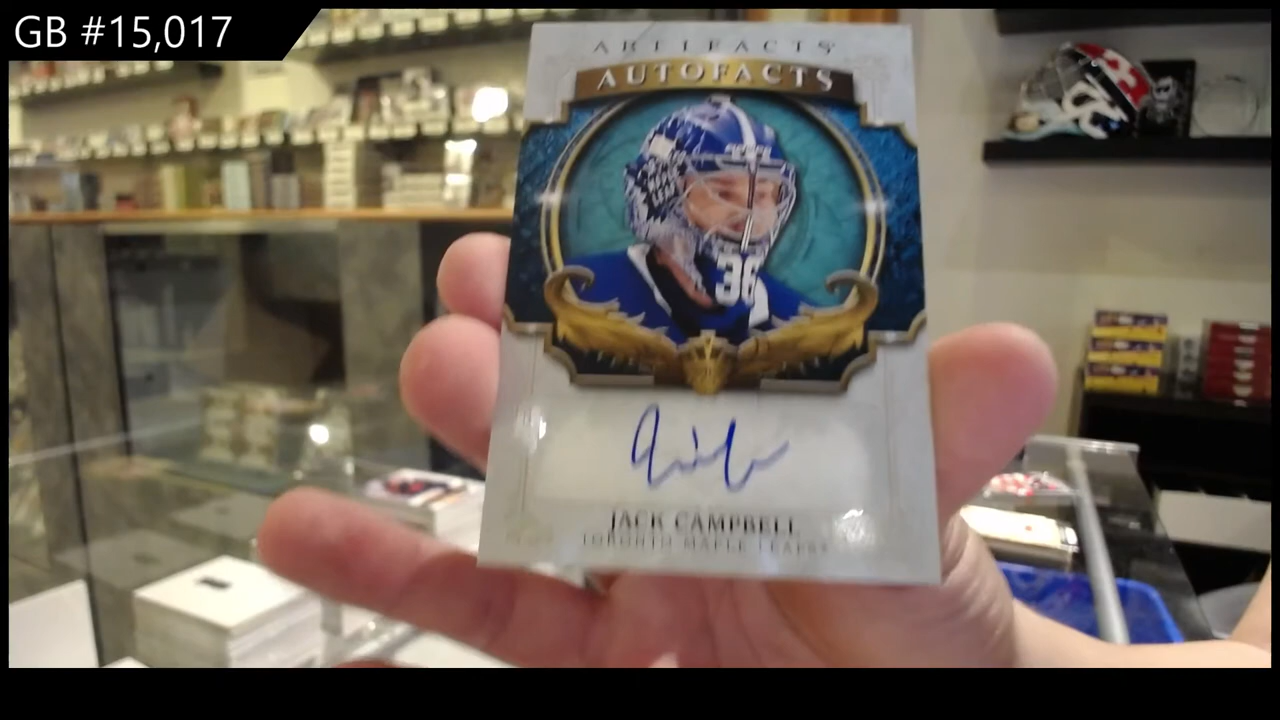 GB #15,017
ARTIFACTS
AUTOFACTS
36
JACK CAMPBELL
TORONTO MAPLE LEAFS